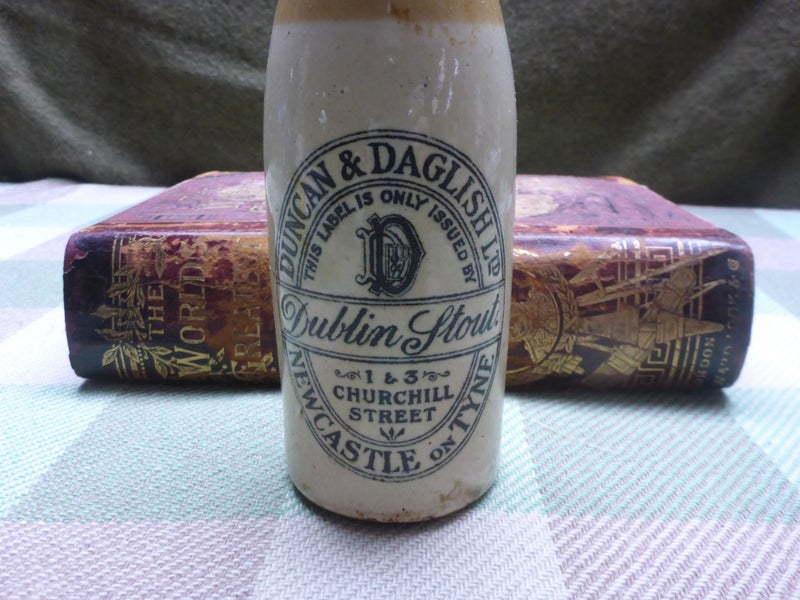 DUNCAN & DAGLISH LTD
THIS LABEL IS ONLY ISSUED BY
D
Dublin Stout.
1 & 3
CHURCHILL
STREET
NEWCASTLE ON TYNE
THE
WORLD'S
GREAT